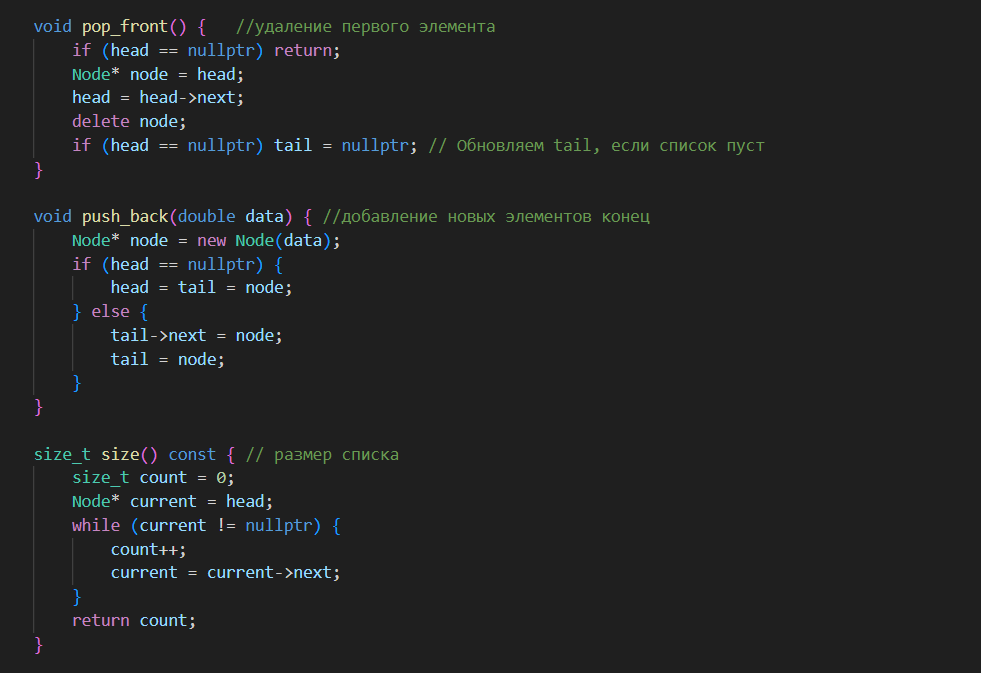 void pop_front() {   //удаление первого элемента
    if (head == nullptr) return;
    Node* node = head;
    head = head->next;
    delete node;
    if (head == nullptr) tail = nullptr; // Обновляем tail, если список пуст
}

void push_back(double data) { //добавление новых элементов конец
    Node* node = new Node(data);
    if (head == nullptr) {
        head = tail = node;
    } else {
        tail->next = node;
        tail = node;
    }
}

size_t size() const { // размер списка
    size_t count = 0;
    Node* current = head;
    while (current != nullptr) {
        count++;
        current = current->next;
    }
    return count;
}